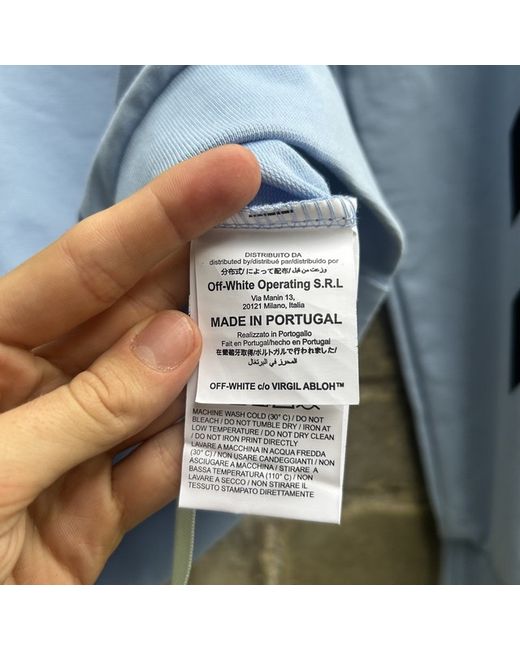 DISTRIBUITO DA
distributed by/distribué par/distribuido por
分布式/によって配布/ وزعت من قبل
Off-White Operating S.R.L
Via Manin 13,
20121 Milano, Italia
MADE IN PORTUGAL
Realizzato in Portogallo
Fait en Portugal/hecho en Portugal
在葡萄牙取得/ポルトガルで行われました/
المحرز في البرتغال
OFF-WHITE c/o VIRGIL ABLOH™
MACHINE WASH COLD (30° C) / DO NOT
BLEACH / DO NOT TUMBLE DRY / IRON AT
LOW TEMPERATURE / DO NOT DRY CLEAN
/ DO NOT IRON PRINT DIRECTLY
LAVARE A MACCHINA IN ACQUA FREDDA
(30° C) / NON USARE CANDEGGIANTI / NON
ASCIUGARE A MACCHINA / STIRARE A
BASSA TEMPERATURA (110° C) / NON
LAVARE A SECCO / NON STIRARE IL
TESSUTO STAMPATO DIRETTAMENTE